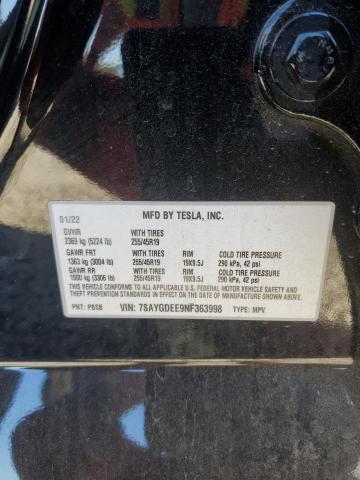 01/22 MFD BY TESLA, INC.
GVWR WITH TIRES
2369 kg (5224 lb) 255/45R19
GAWR FRT WITH TIRES RIM COLD TIRE PRESSURE
1363 kg (3004 lb) 255/45R19 19X9.5J 290 kPa, 42 psi
GAWR RR WITH TIRES RIM COLD TIRE PRESSURE
1500 kg (3306 lb) 255/45R19 19X9.5J 290 kPa, 42 psi
THIS VEHICLE CONFORMS TO ALL APPLICABLE U.S. FEDERAL MOTOR VEHICLE SAFETY
AND THEFT PREVENTION STANDARDS IN EFFECT ON THE DATE OF MANUFACTURE SHOWN ABOVE.
PNT: PBSB VIN: 7SAYGDEE9NF363998 TYPE: MPV